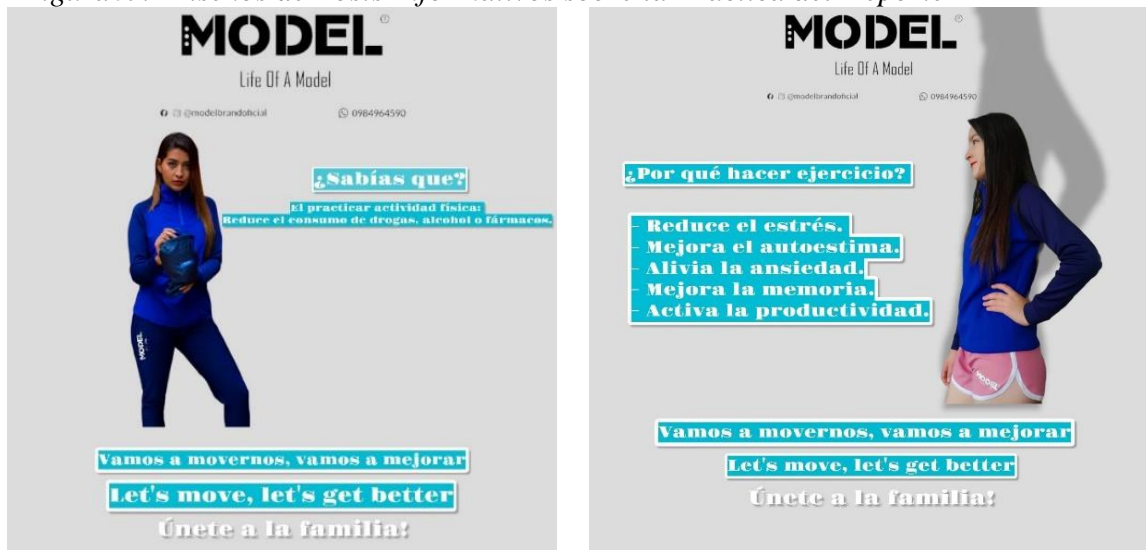 MODEL®
Life Of A Model
@modelbrandoficial 0984964590
¿Sabías que?
El practicar actividad física:
Reduce el consumo de drogas, alcohol o fármacos.
MODEL
Vamos a movernos, vamos a mejorar
Let's move, let's get better
Únete a la familia!
MODEL®
Life Of A Model
@modelbrandoficial 0984964590
¿Por qué hacer ejercicio?
- Reduce el estrés.
- Mejora el autoestima.
- Alivia la ansiedad.
- Mejora la memoria.
- Activa la productividad.
MODEL
Vamos a movernos, vamos a mejorar
Let's move, let's get better
Únete a la familia!